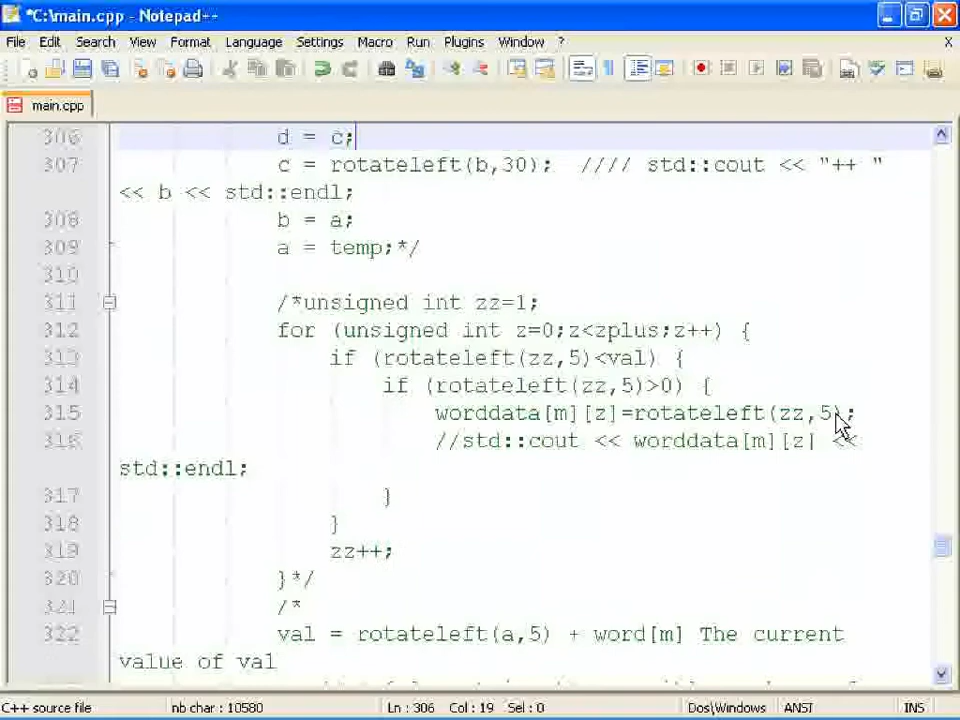 *C:\main.cpp - Notepad++
File Edit Search View Format Language Settings Macro Run Plugins Window ? X
main.cpp
306 d = c;
307 c = rotateleft(b,30); //// std::cout << "++ "
<< b << std::endl;
308 b = a;
309 a = temp;*/
310
311 /*unsigned int zz=1;
312 for (unsigned int z=0;z<zplus;z++) {
313 if (rotateleft(zz,5)<val) {
314 if (rotateleft(zz,5)>0) {
315 worddata[m][z]=rotateleft(zz,5);
316 //std::cout << worddata[m][z] <<
std::endl;
317 }
318 }
319 zz++;
320 }*/
321 /*
322 val = rotateleft(a,5) + word[m] The current
value of val
C++ source file nb char : 10580 Ln : 306 Col : 19 Sel : 0 Dos\Windows ANSI INS